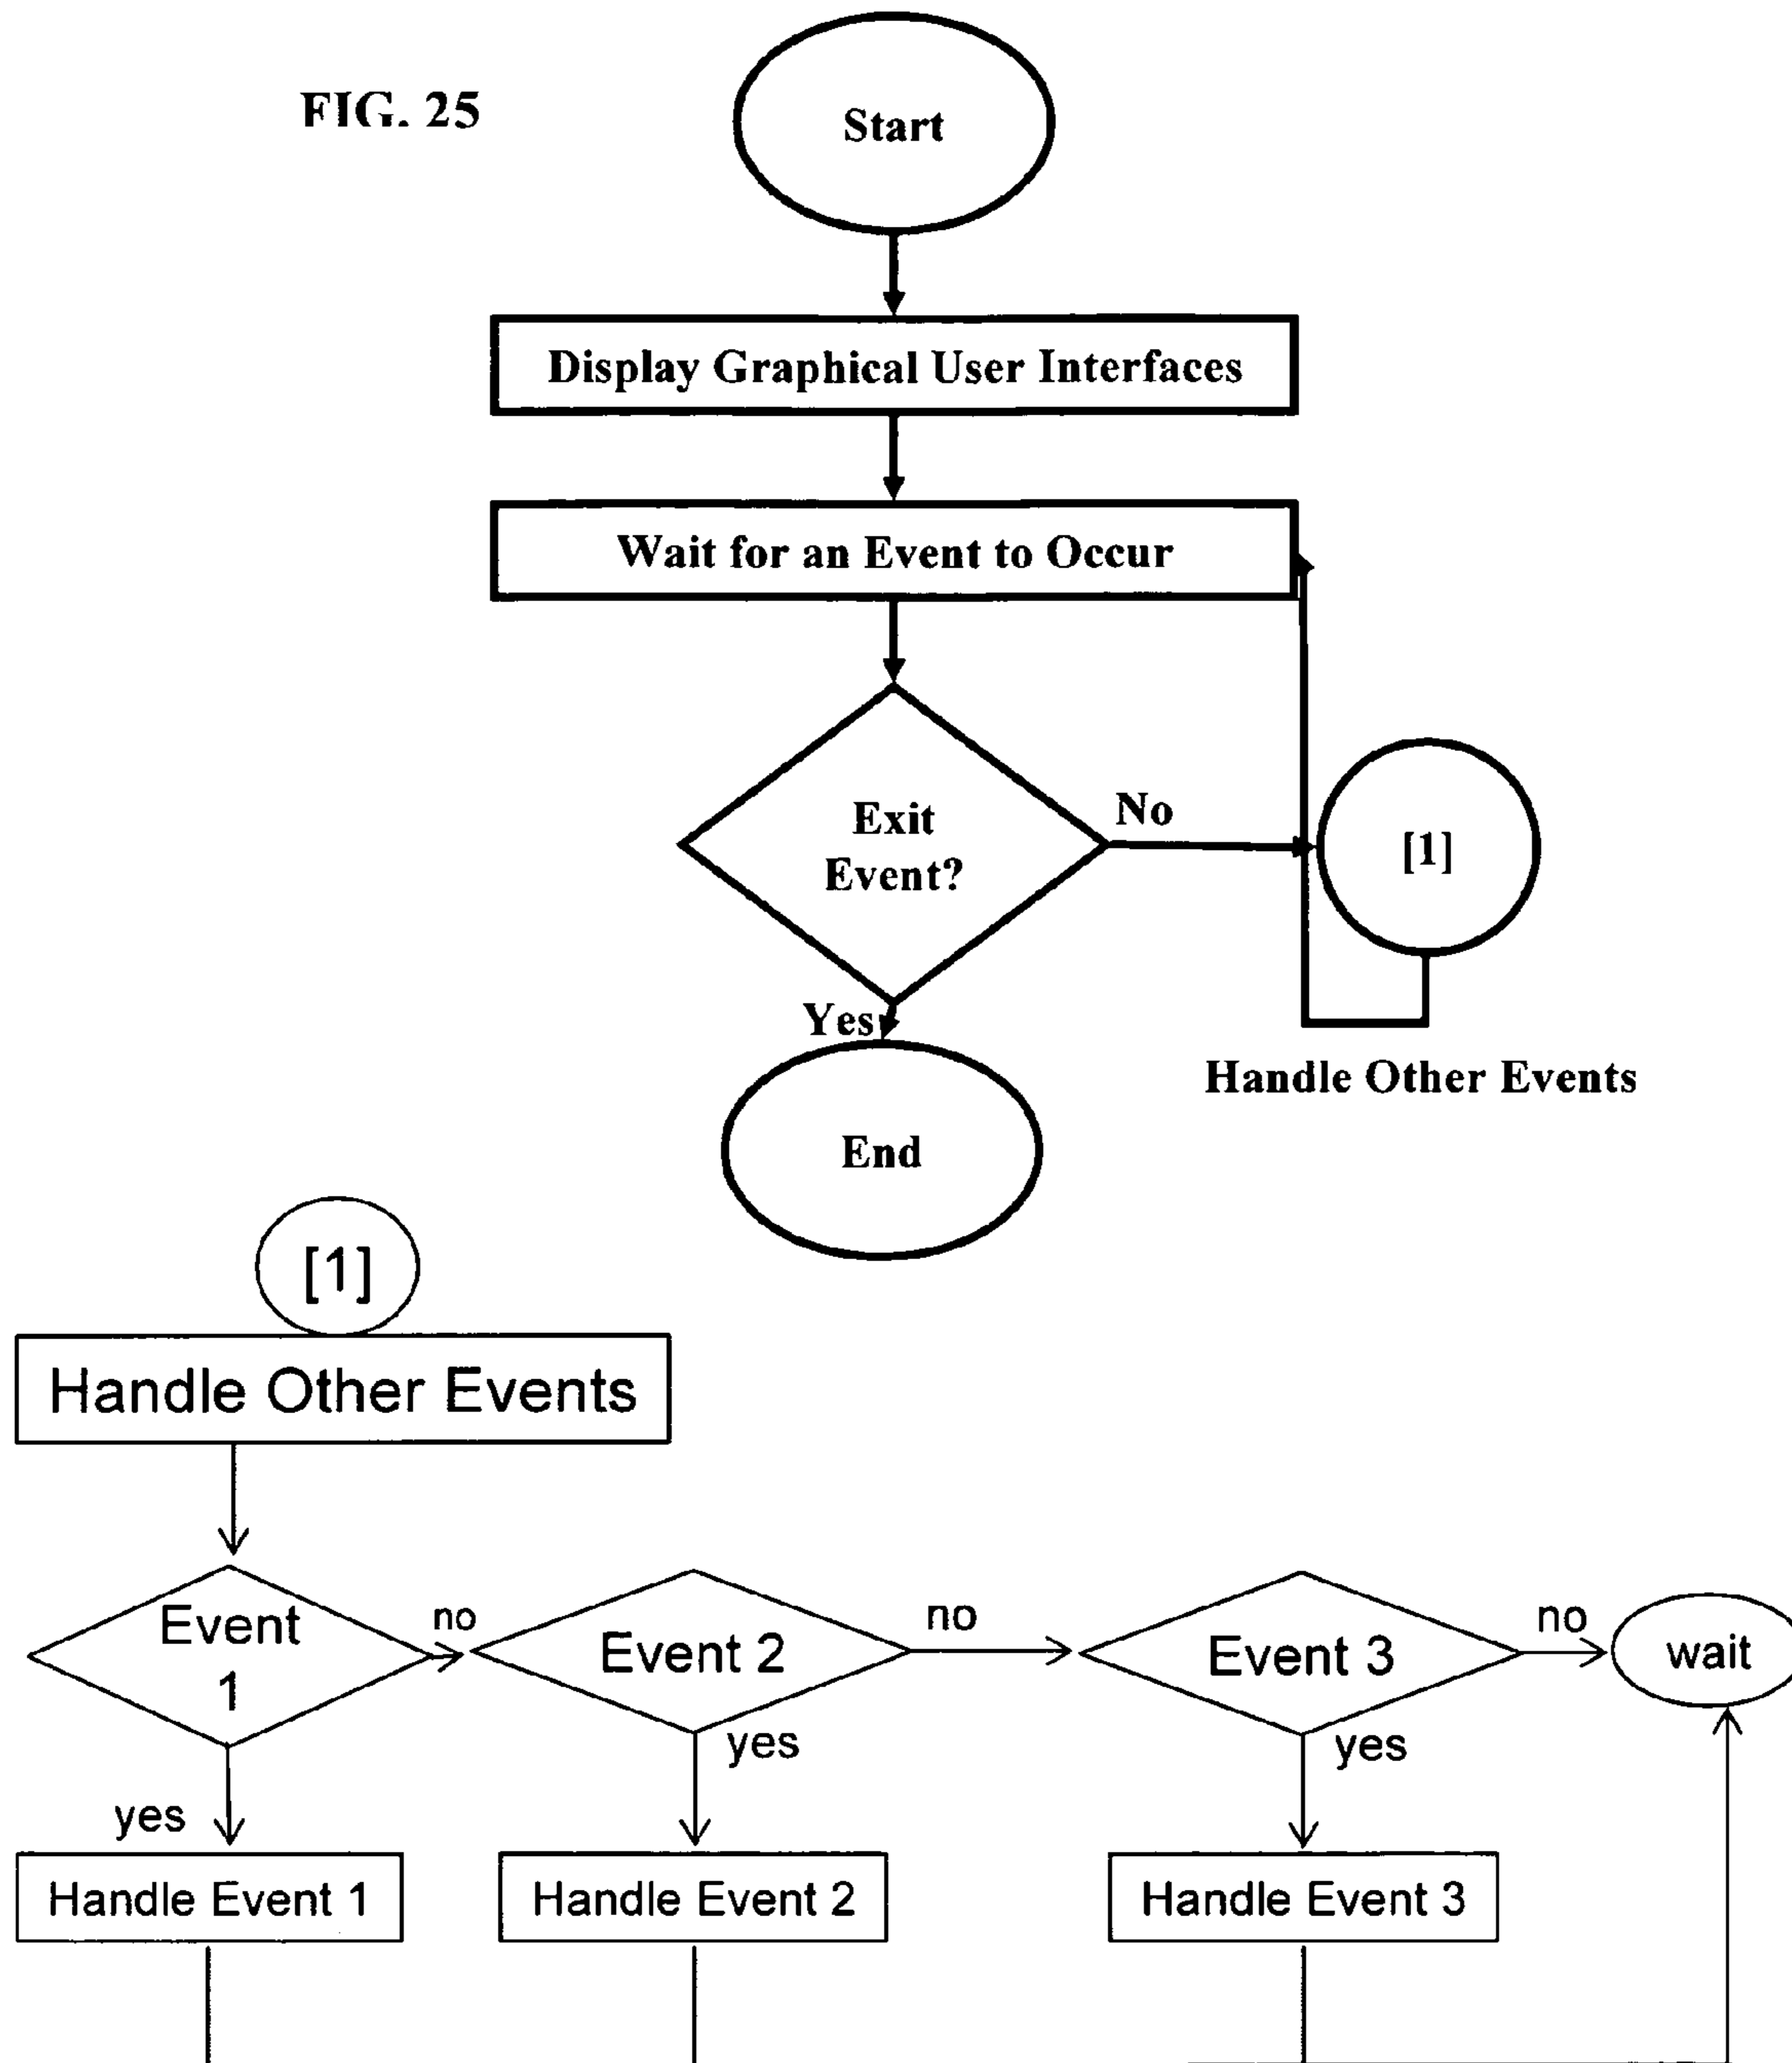 FIG. 25
Start
Display Graphical User Interfaces
Wait for an Event to Occur
Exit
Event?
No
[1]
Yes
Handle Other Events
End
[1]
Handle Other Events
Event
1
no
Event 2
no
Event 3
no
wait
yes
yes
yes
Handle Event 1
Handle Event 2
Handle Event 3